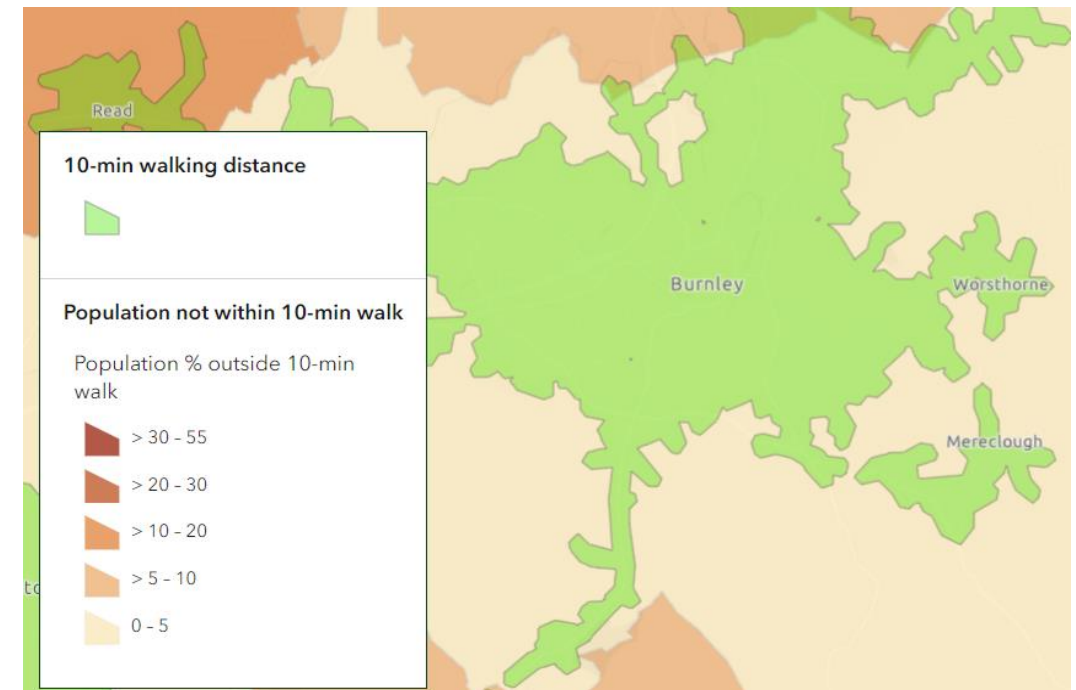 Read
10-min walking distance
Burnley
Worsthorne
Population not within 10-min walk
Population % outside 10-min
walk
> 30 - 55
Mereclough
> 20 - 30
> 10 - 20
> 5 - 10
0 - 5